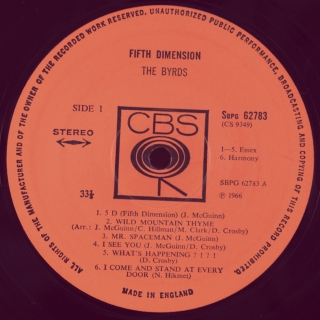 ALL RIGHTS OF THE MANUFACTURER AND OF THE OWNER OF THE RECORDED WORK RESERVED. UNAUTHORIZED PUBLIC PERFORMANCE, BROADCASTING AND COPYING OF THIS RECORD PROHIBITED.
FIFTH DIMENSION
THE BYRDS
SIDE 1
SBPG 62783
(CS 9349)
STEREO
CBS
1—5. Essex
6. Harmony
33⅓
SBPG 62783 A
℗ 1966
1. 5 D (Fifth Dimension) (J. McGuinn)
2. WILD MOUNTAIN THYME
(Arr.: J. McGuinn/C. Hillman/M. Clark/D. Crosby)
3. MR. SPACEMAN (J. McGuinn)
4. I SEE YOU (J. McGuinn/D. Crosby)
5. WHAT'S HAPPENING ? ! ? !
(D. Crosby)
6. I COME AND STAND AT EVERY
DOOR (N. Hikmet)
MADE IN ENGLAND